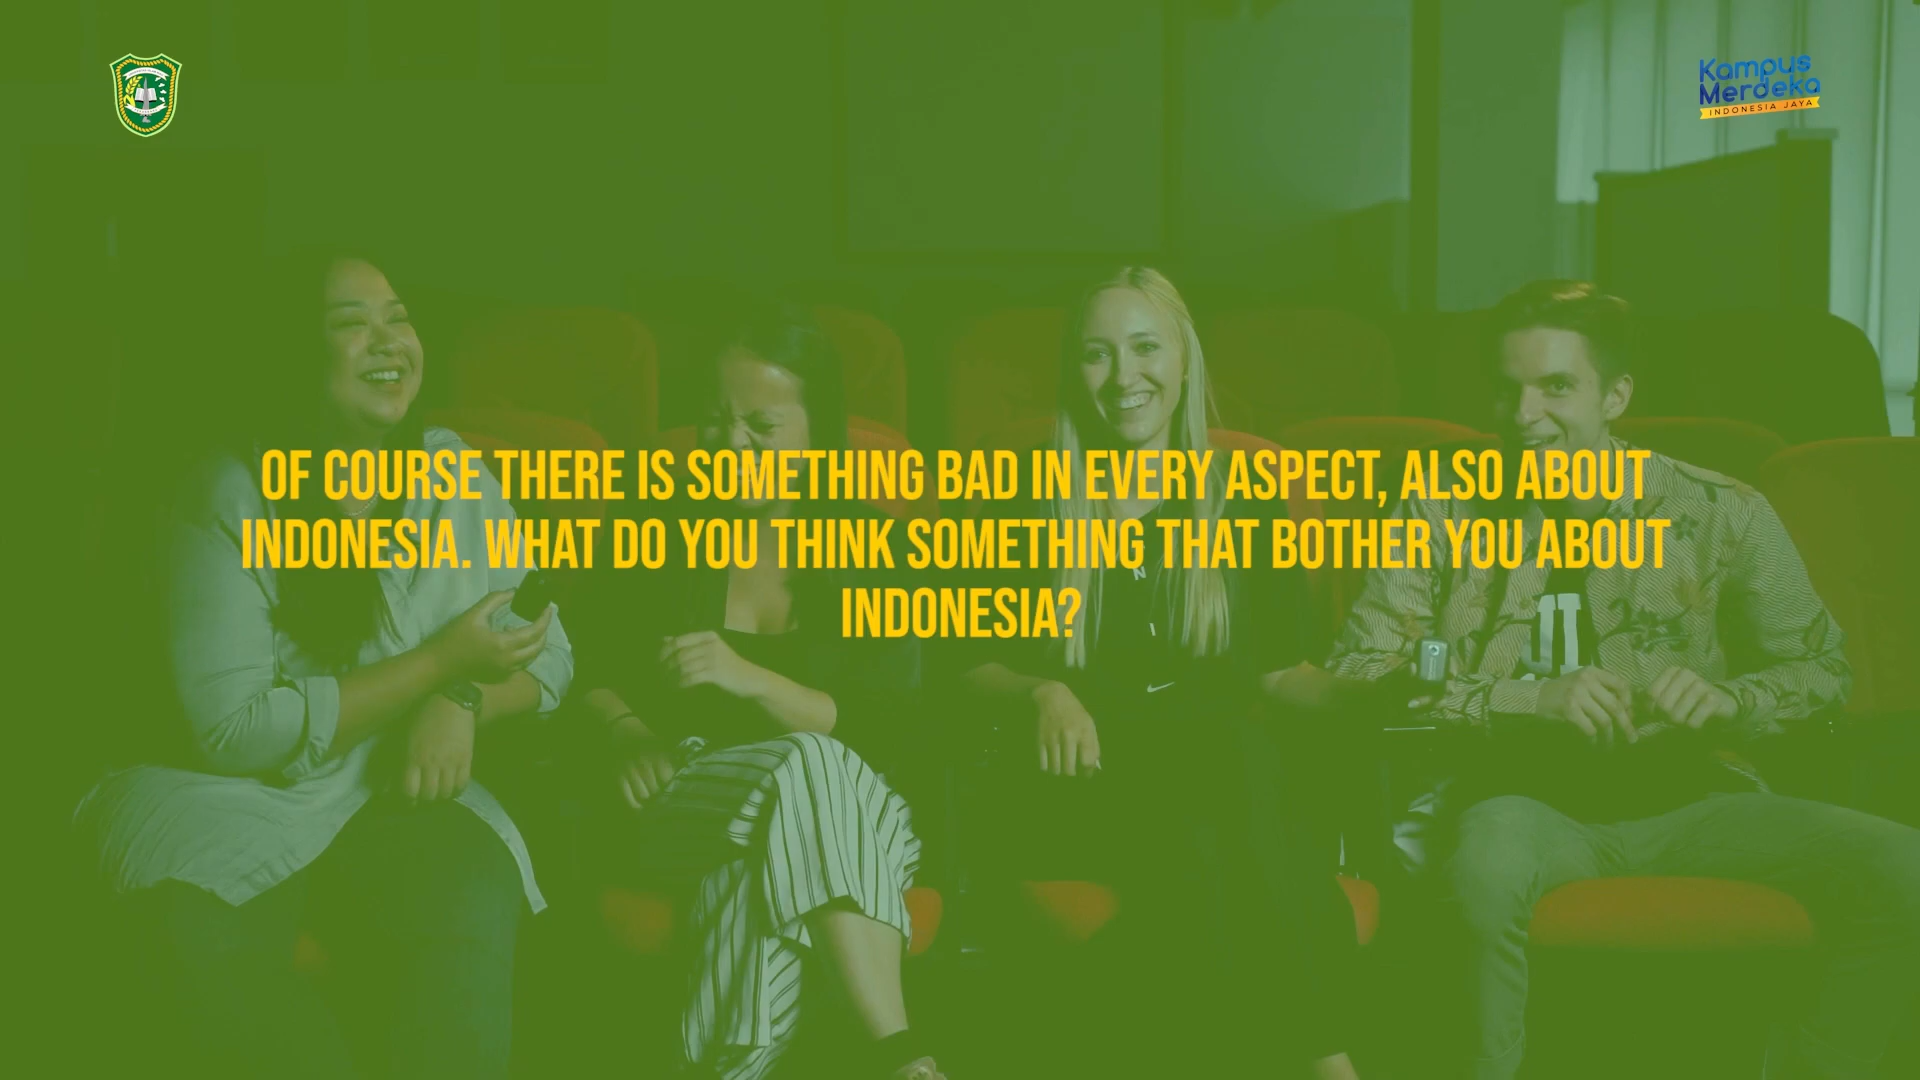 Kampus
Merdeka
INDONESIA JAYA
OF COURSE THERE IS SOMETHING BAD IN EVERY ASPECT, ALSO ABOUT
INDONESIA. WHAT DO YOU THINK SOMETHING THAT BOTHER YOU ABOUT
INDONESIA?